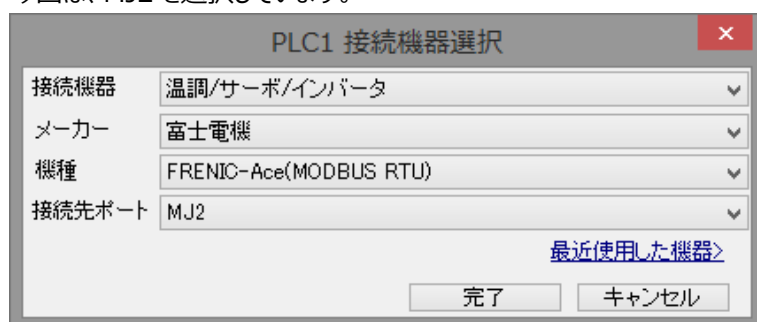 PLC1 接続機器選択
×
接続機器 温調/サーボ/インバータ
メーカー 富士電機
機種 FRENIC-Ace(MODBUS RTU)
接続先ポート MJ2
最近使用した機器>
完了 キャンセル